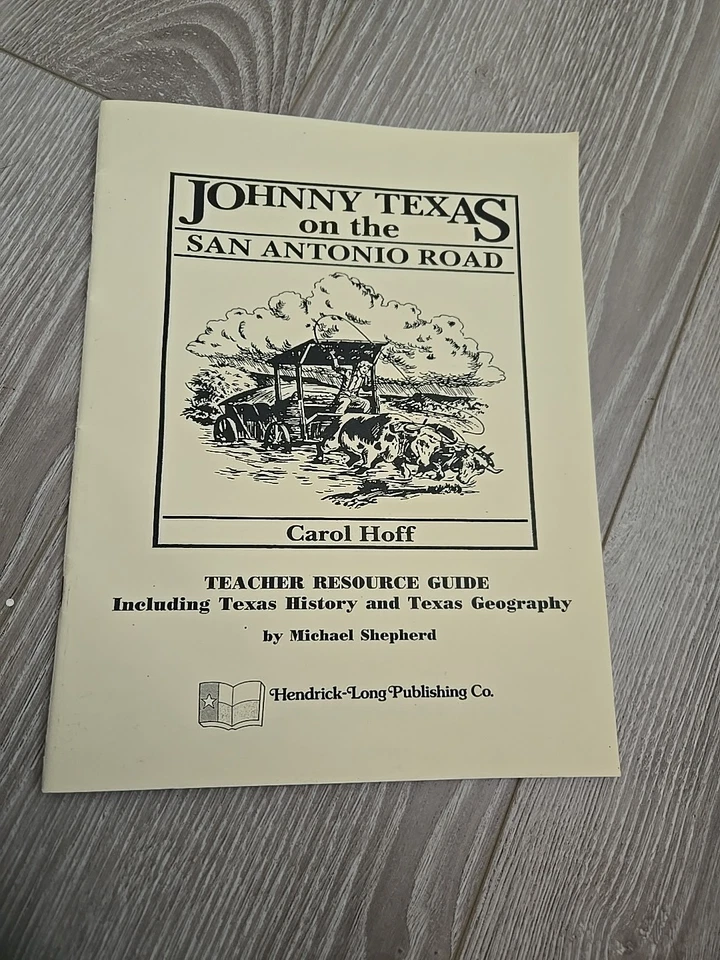 JOHNNY TEXAS
on the
SAN ANTONIO ROAD
Carol Hoff
TEACHER RESOURCE GUIDE
Including Texas History and Texas Geography
by Michael Shepherd
Hendrick-Long Publishing Co.